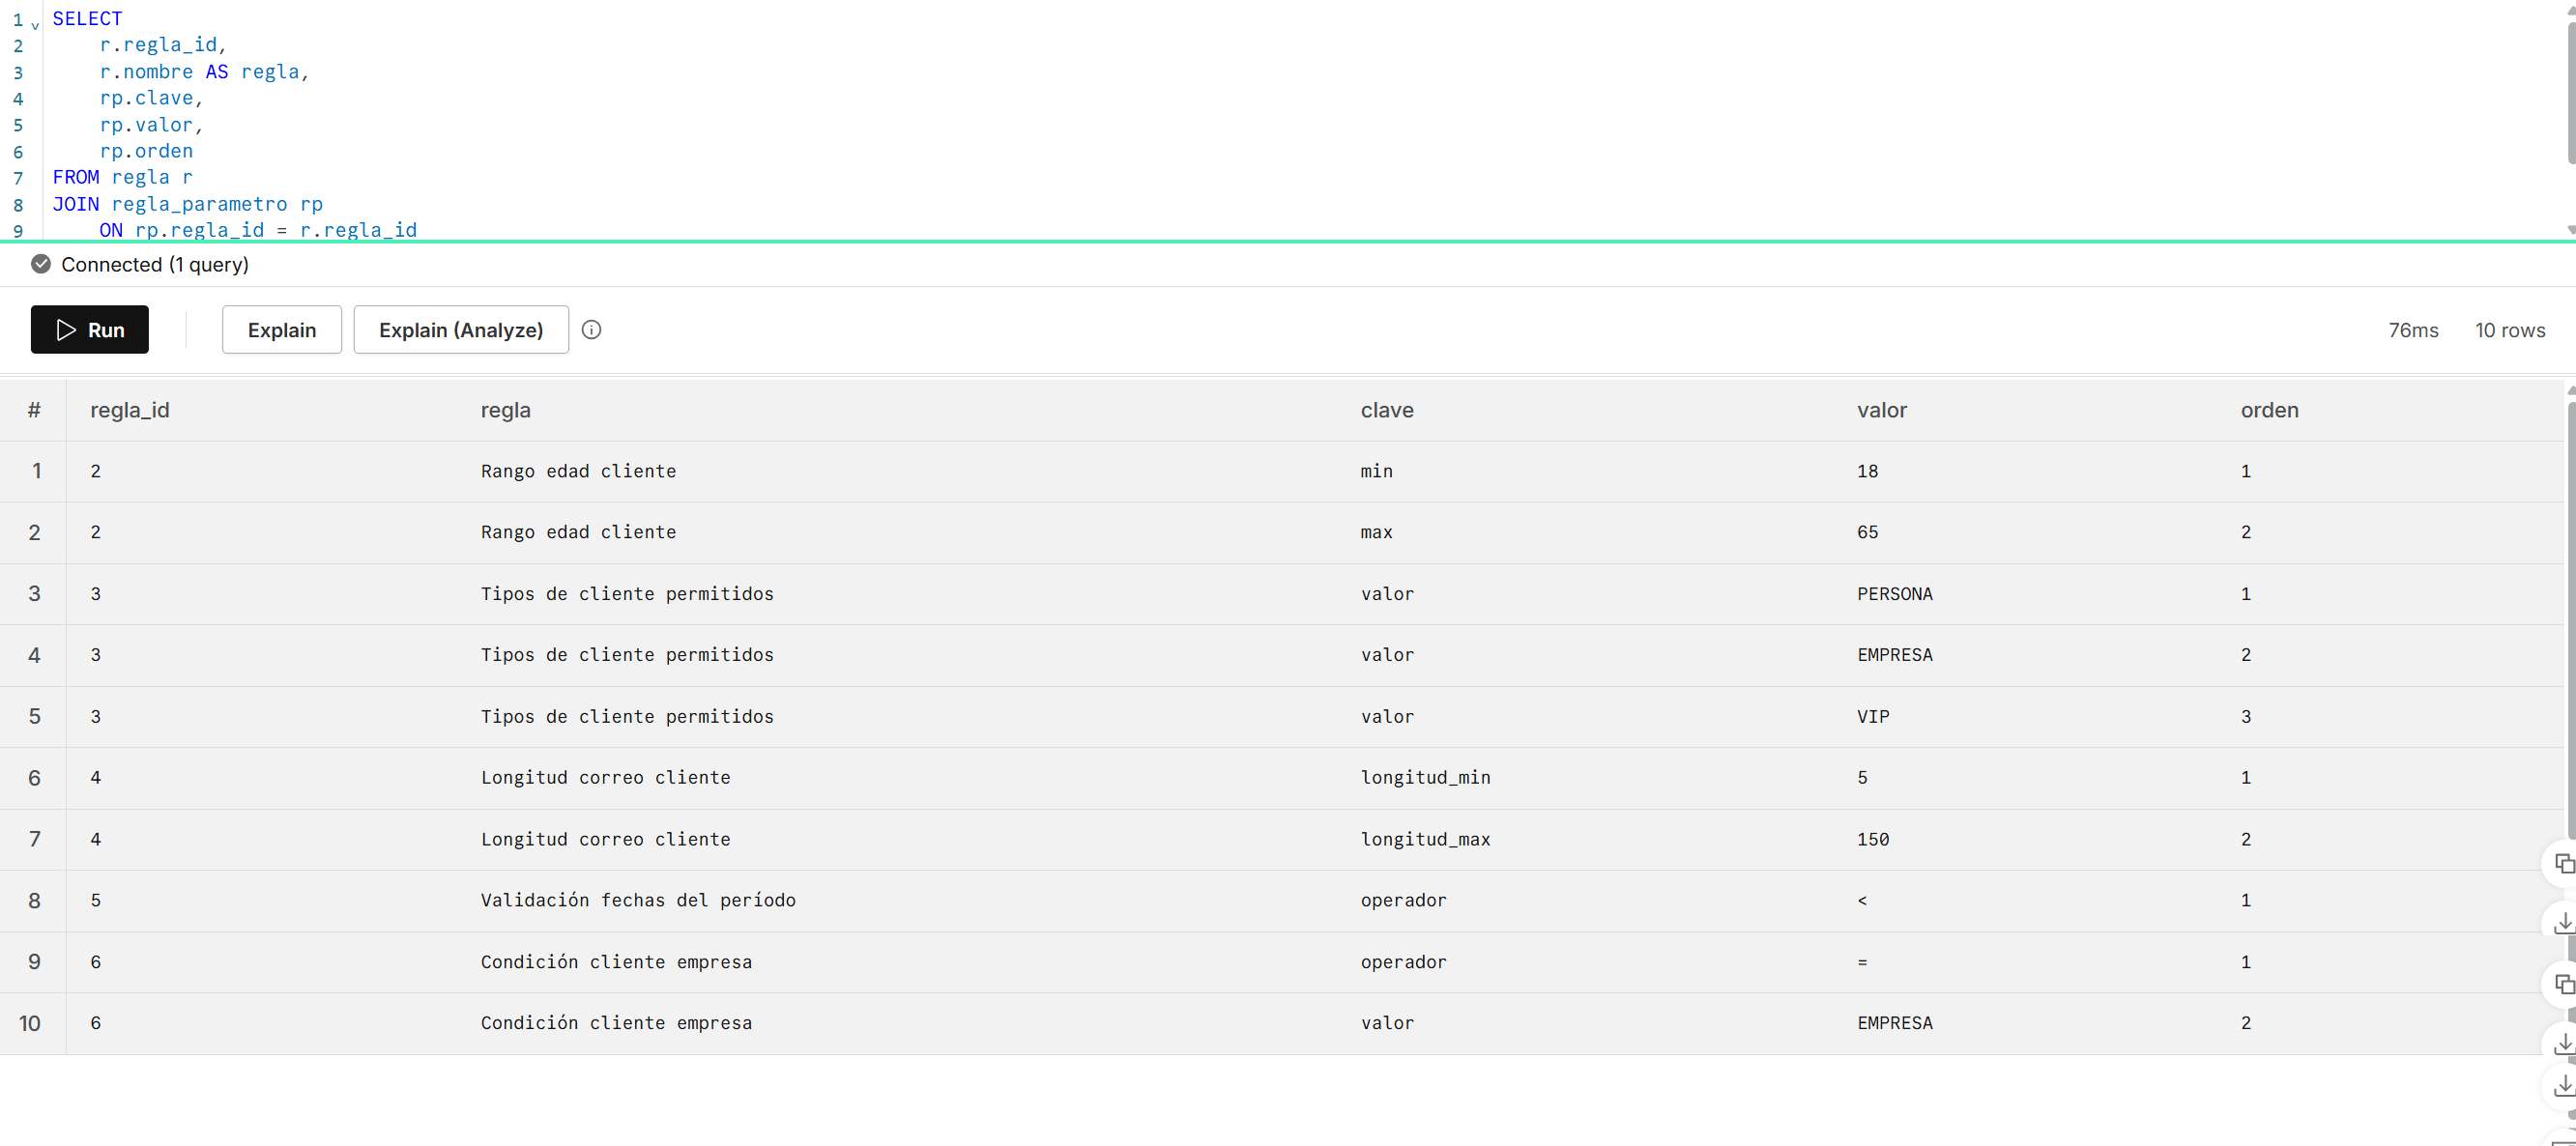 1 SELECT
2 r.regla_id,
3 r.nombre AS regla,
4 rp.clave,
5 rp.valor,
6 rp.orden
7 FROM regla r
8 JOIN regla_parametro rp
9 ON rp.regla_id = r.regla_id
Connected (1 query)
Run Explain Explain (Analyze) 76ms 10 rows
# regla_id regla clave valor orden
1 2 Rango edad cliente min 18 1
2 2 Rango edad cliente max 65 2
3 3 Tipos de cliente permitidos valor PERSONA 1
4 3 Tipos de cliente permitidos valor EMPRESA 2
5 3 Tipos de cliente permitidos valor VIP 3
6 4 Longitud correo cliente longitud_min 5 1
7 4 Longitud correo cliente longitud_max 150 2
8 5 Validación fechas del período operador < 1
9 6 Condición cliente empresa operador = 1
10 6 Condición cliente empresa valor EMPRESA 2